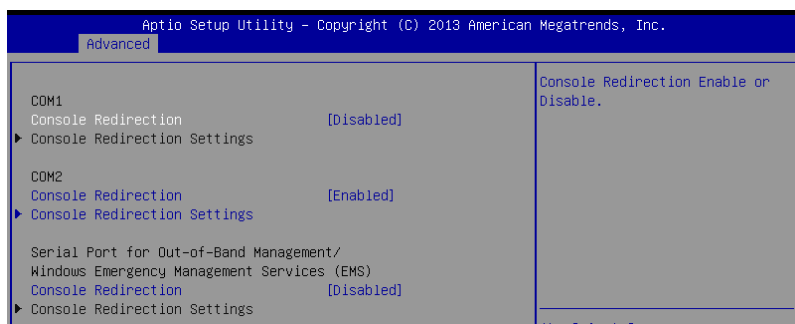 Aptio Setup Utility – Copyright (C) 2013 American Megatrends, Inc.
Advanced
COM1
Console Redirection [Disabled]
Console Redirection Settings
COM2
Console Redirection [Enabled]
Console Redirection Settings
Serial Port for Out-of-Band Management/
Windows Emergency Management Services (EMS)
Console Redirection [Disabled]
Console Redirection Settings
Console Redirection Enable or
Disable.